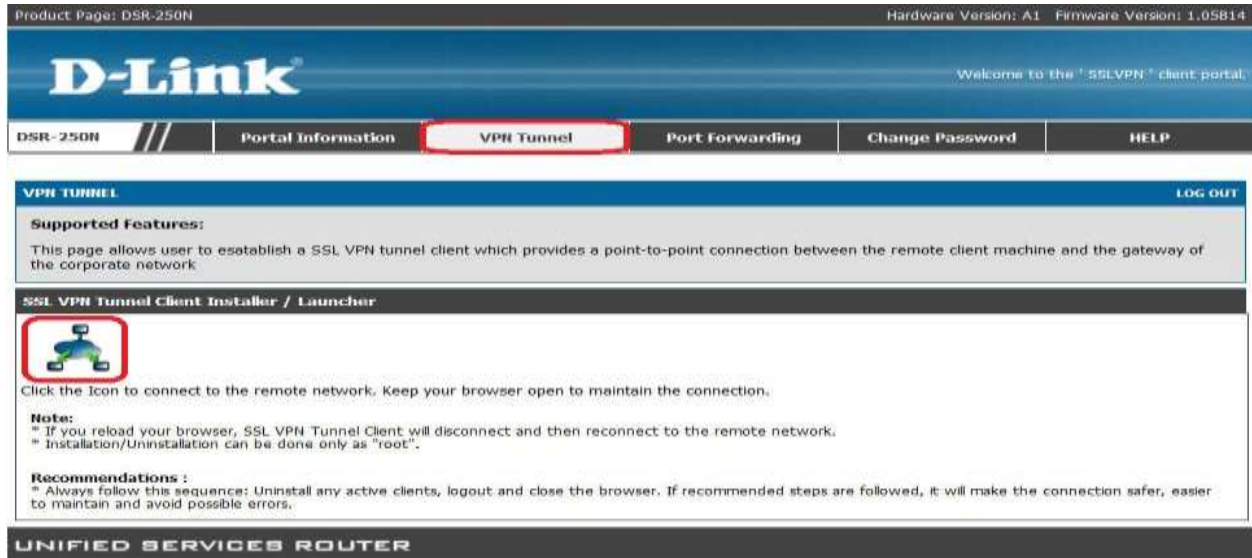 Product Page: DSR-250N Hardware Version: A1 Firmware Version: 1.05B14
D-Link
Welcome to the ' SSLVPN ' client portal.
DSR-250N Portal Information VPN Tunnel Port Forwarding Change Password HELP
VPN TUNNEL LOG OUT
Supported Features:
This page allows user to esatablish a SSL VPN tunnel client which provides a point-to-point connection between the remote client machine and the gateway of
the corporate network
SSL VPN Tunnel Client Installer / Launcher
Click the Icon to connect to the remote network. Keep your browser open to maintain the connection.
Note:
* If you reload your browser, SSL VPN Tunnel Client will disconnect and then reconnect to the remote network.
* Installation/Uninstallation can be done only as "root".
Recommendations :
* Always follow this sequence: Uninstall any active clients, logout and close the browser. If recommended steps are followed, it will make the connection safer, easier
to maintain and avoid possible errors.
UNIFIED SERVICES ROUTER